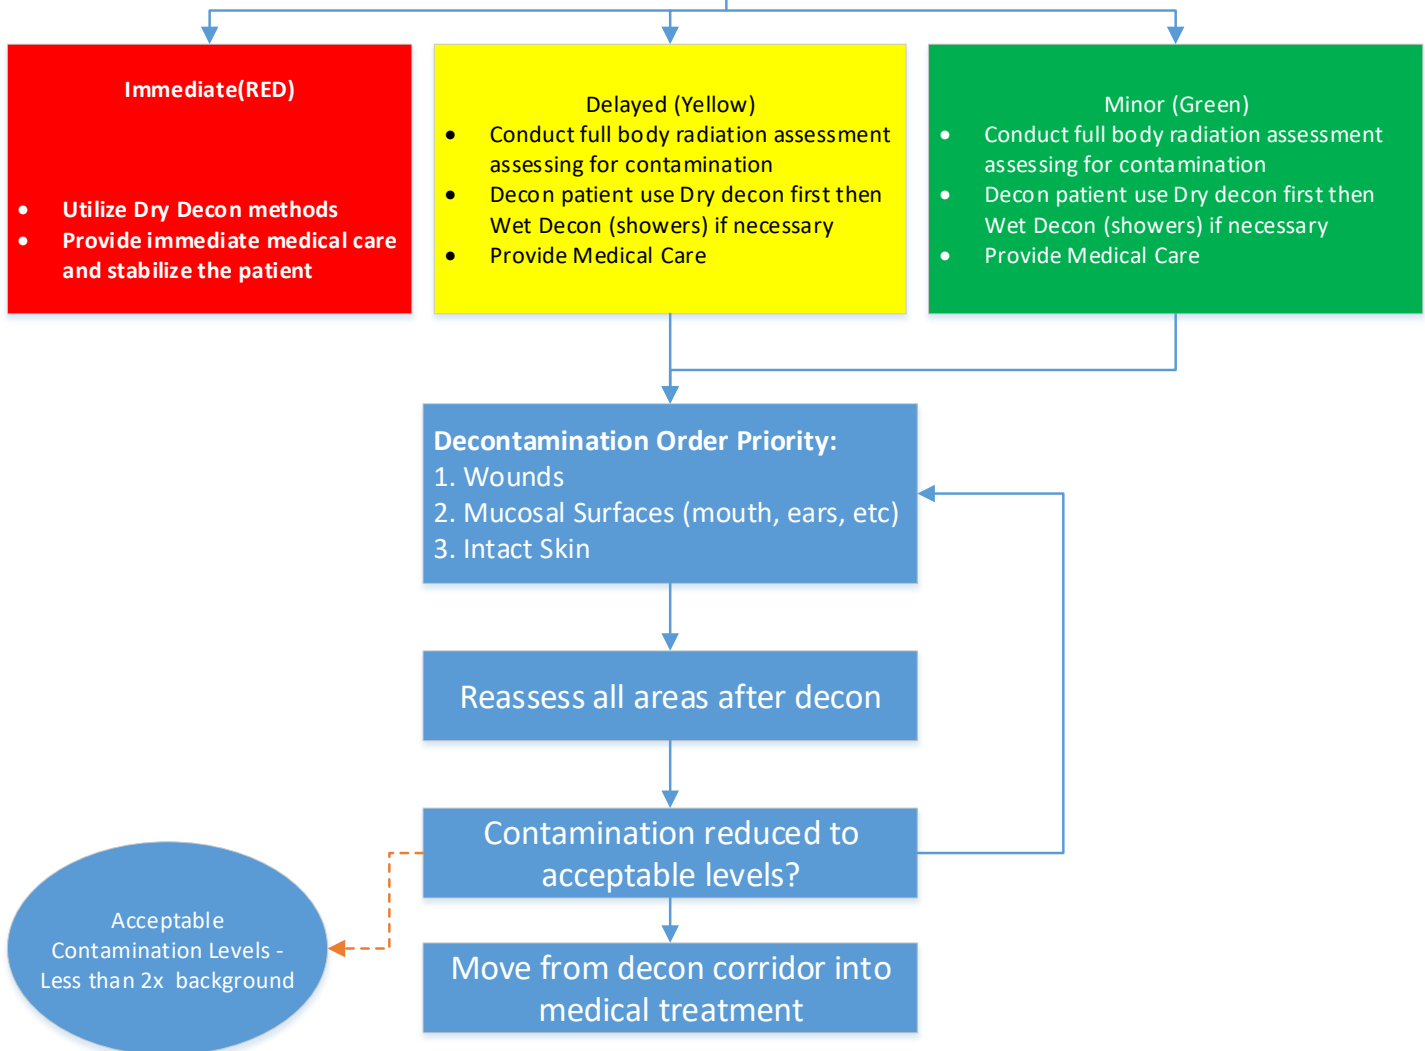 Immediate(RED)
• Utilize Dry Decon methods
• Provide immediate medical care
and stabilize the patient
Delayed (Yellow)
• Conduct full body radiation assessment
assessing for contamination
• Decon patient use Dry decon first then
Wet Decon (showers) if necessary
• Provide Medical Care
Minor (Green)
• Conduct full body radiation assessment
assessing for contamination
• Decon patient use Dry decon first then
Wet Decon (showers) if necessary
• Provide Medical Care
Decontamination Order Priority:
1. Wounds
2. Mucosal Surfaces (mouth, ears, etc)
3. Intact Skin
Reassess all areas after decon
Contamination reduced to
acceptable levels?
Acceptable
Contamination Levels -
Less than 2x background
Move from decon corridor into
medical treatment